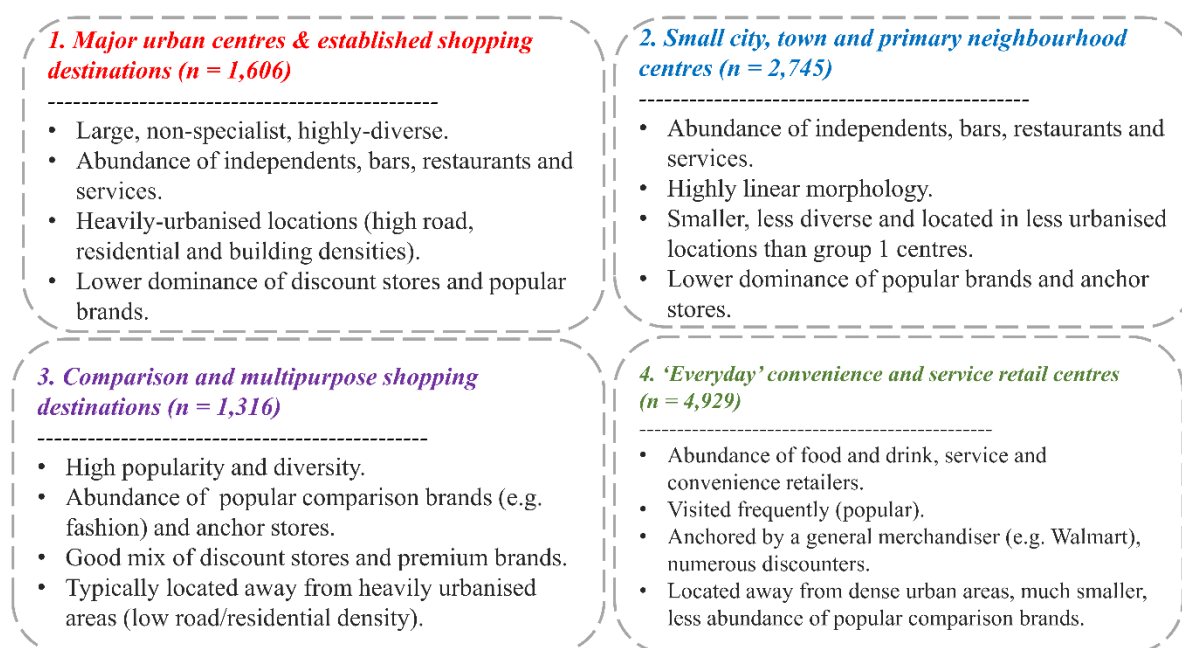 1. Major urban centres & established shopping
destinations (n = 1,606)
-----------------------------------------------
• Large, non-specialist, highly-diverse.
• Abundance of independents, bars, restaurants and
services.
• Heavily-urbanised locations (high road,
residential and building densities).
• Lower dominance of discount stores and popular
brands.
2. Small city, town and primary neighbourhood
centres (n = 2,745)
-----------------------------------------------
• Abundance of independents, bars, restaurants and
services.
• Highly linear morphology.
• Smaller, less diverse and located in less urbanised
locations than group 1 centres.
• Lower dominance of popular brands and anchor
stores.
3. Comparison and multipurpose shopping
destinations (n = 1,316)
-----------------------------------------------
• High popularity and diversity.
• Abundance of popular comparison brands (e.g.
fashion) and anchor stores.
• Good mix of discount stores and premium brands.
• Typically located away from heavily urbanised
areas (low road/residential density).
4. ‘Everyday’ convenience and service retail centres
(n = 4,929)
-----------------------------------------------
• Abundance of food and drink, service and
convenience retailers.
• Visited frequently (popular).
• Anchored by a general merchandiser (e.g. Walmart),
numerous discounters.
• Located away from dense urban areas, much smaller,
less abundance of popular comparison brands.